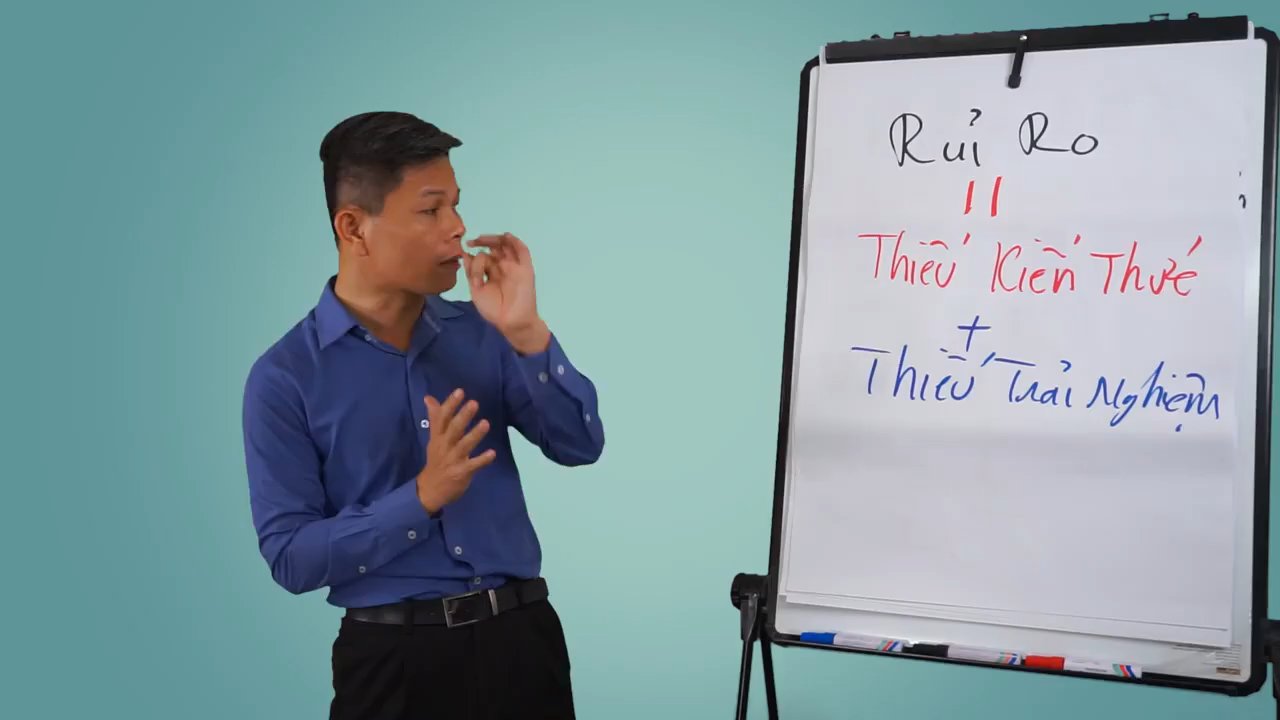 Rủi Ro
=
Thiếu Kiến Thức
+
Thiếu Trải Nghiệm